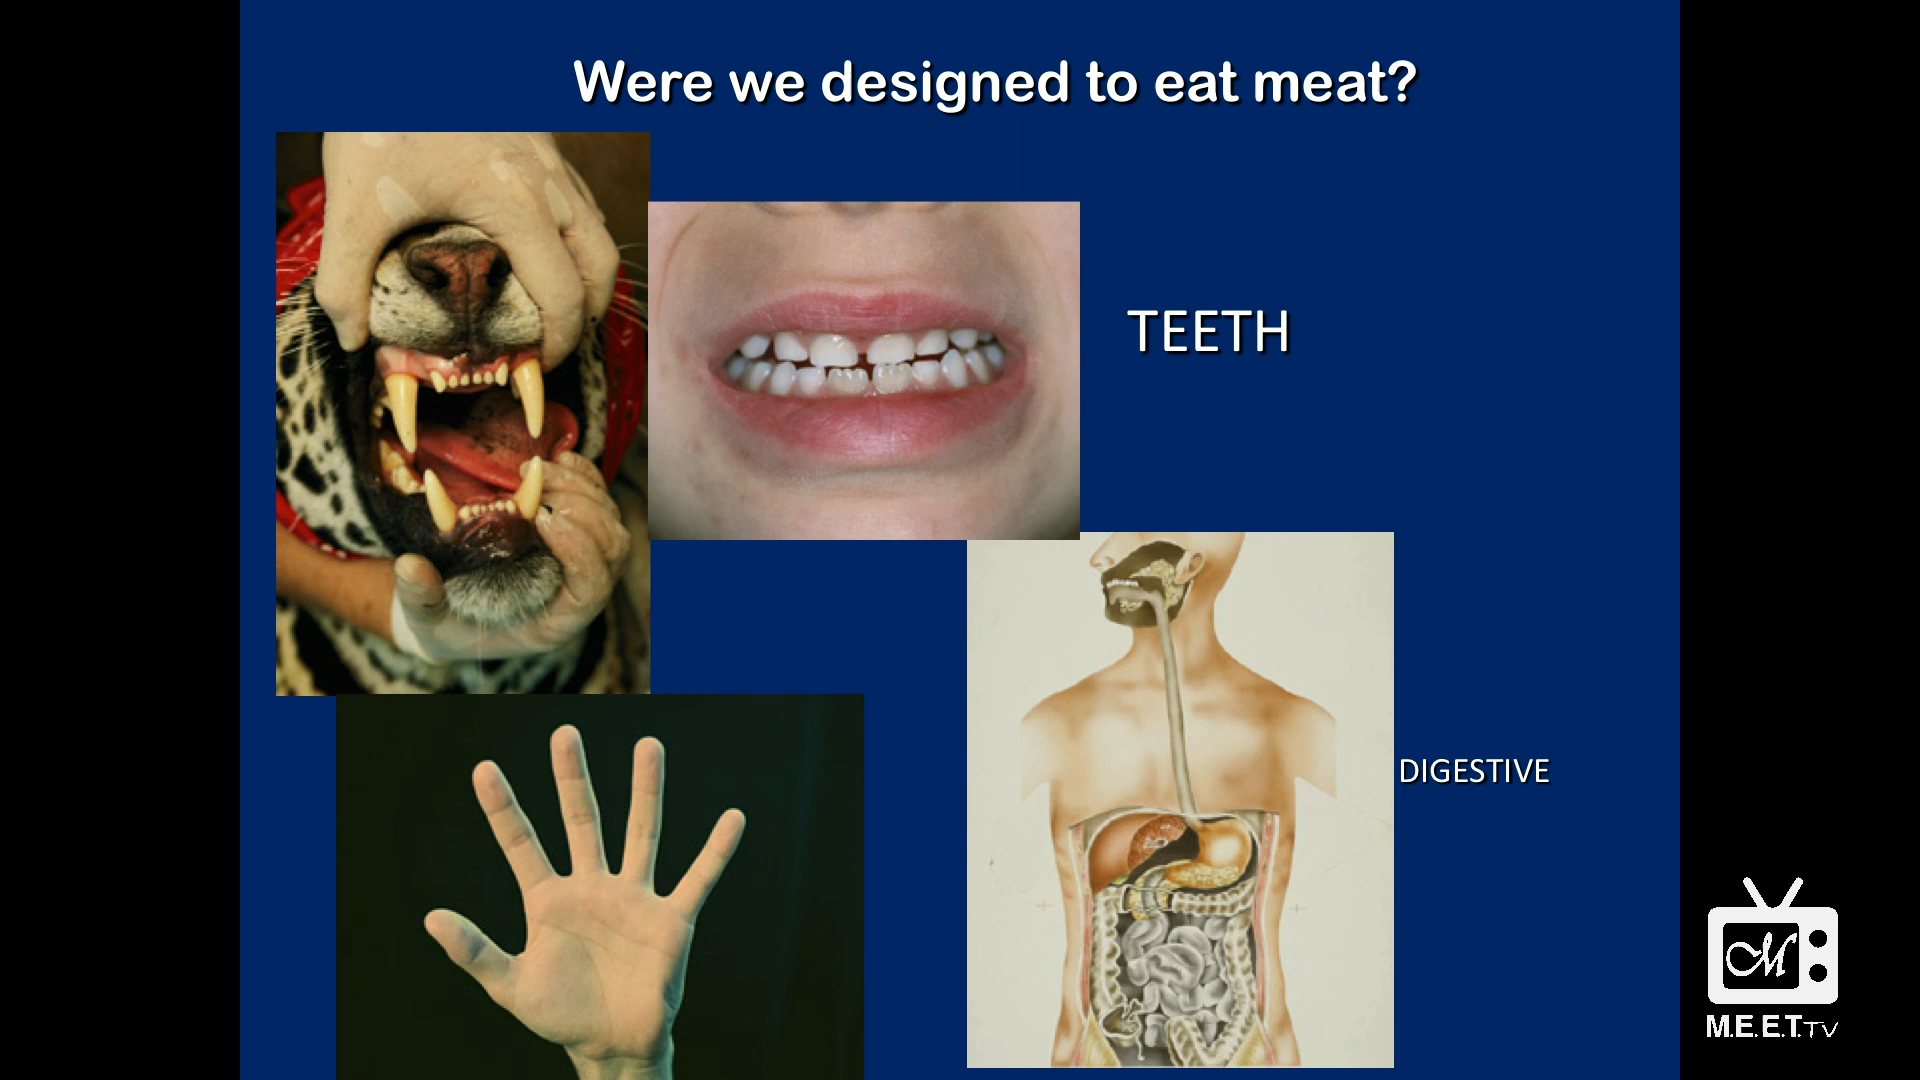 Were we designed to eat meat?
TEETH
DIGESTIVE
M
M.E.E.T.TV